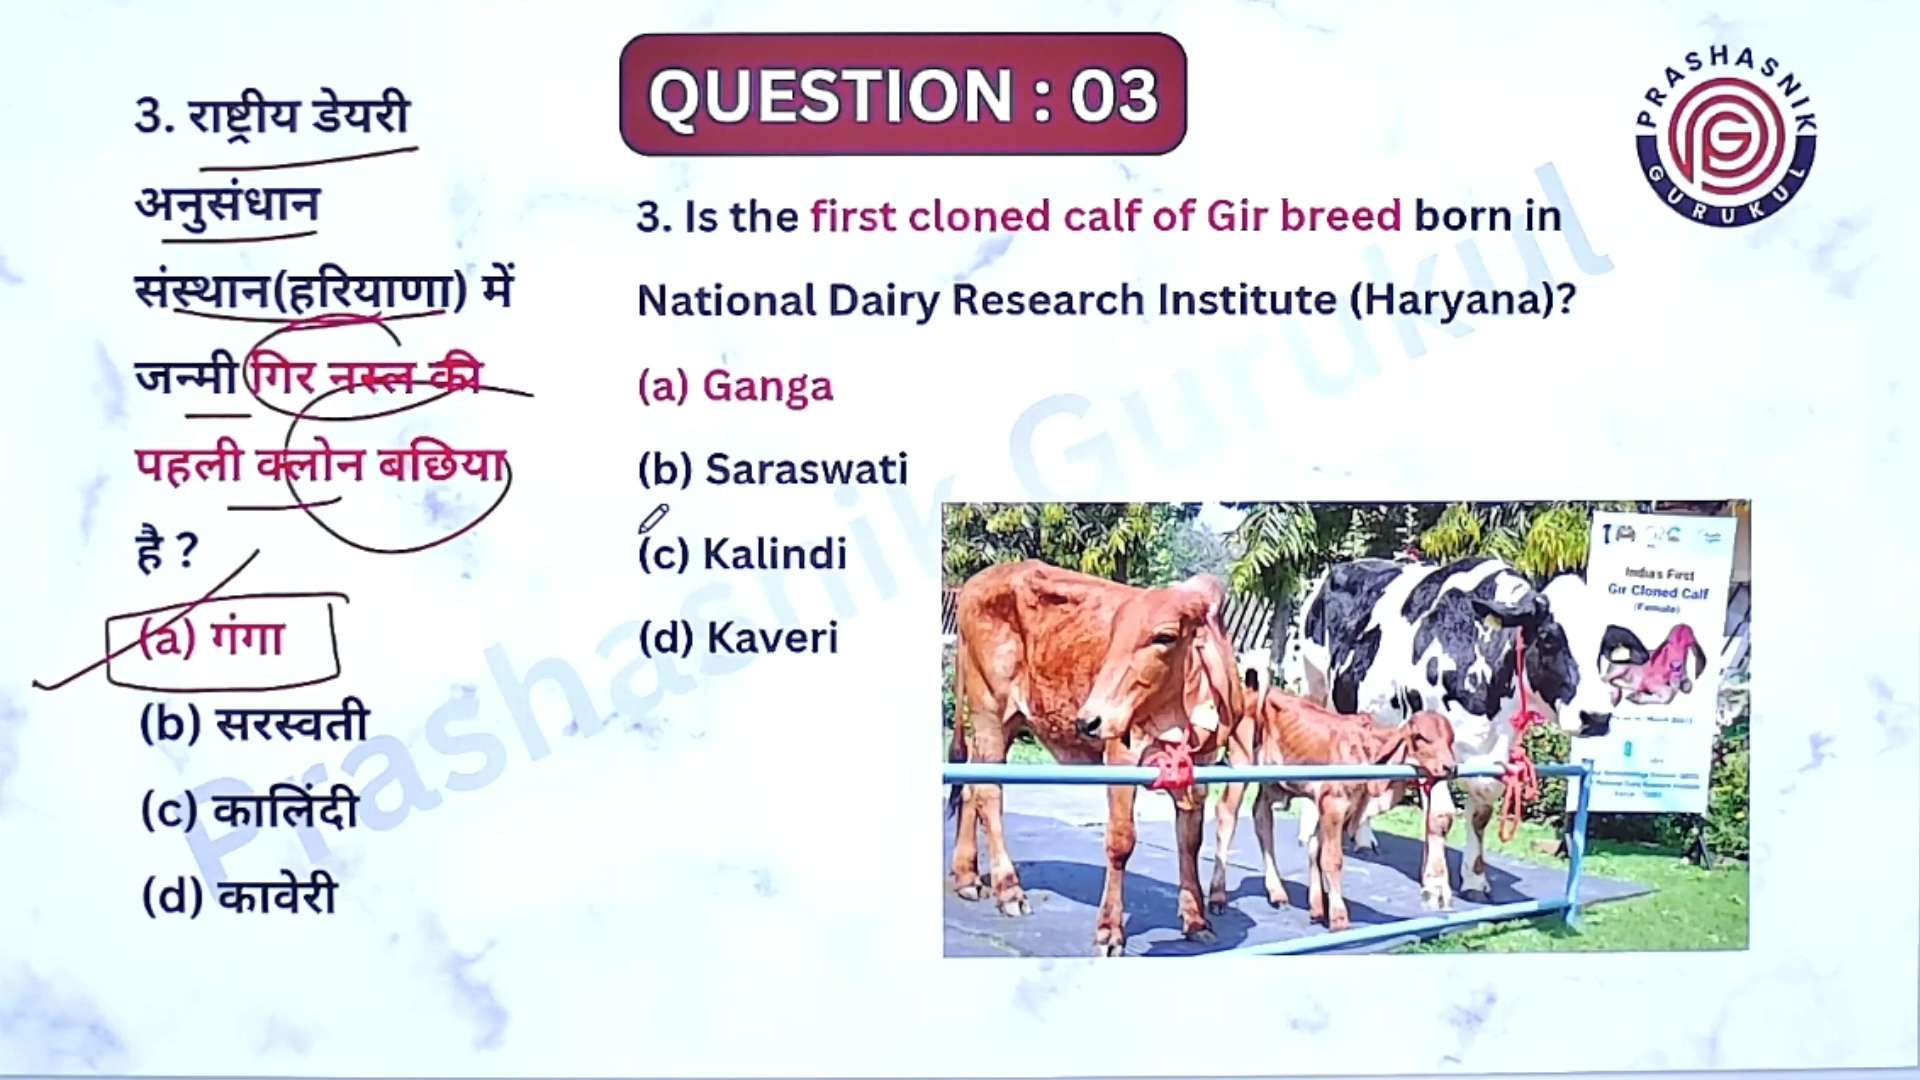 QUESTION : 03
PRASHASNIK
GURUKUL
3. राष्ट्रीय डेयरी
अनुसंधान
संस्थान(हरियाणा) में
जन्मी गिर नस्ल की
पहली क्लोन बछिया
है ?
(a) गंगा
(b) सरस्वती
(c) कालिंदी
(d) कावेरी
3. Is the first cloned calf of Gir breed born in
National Dairy Research Institute (Haryana)?
(a) Ganga
(b) Saraswati
(c) Kalindi
(d) Kaveri
India's First
Gir Cloned Calf
(Female)
Prashasnik Gurukul